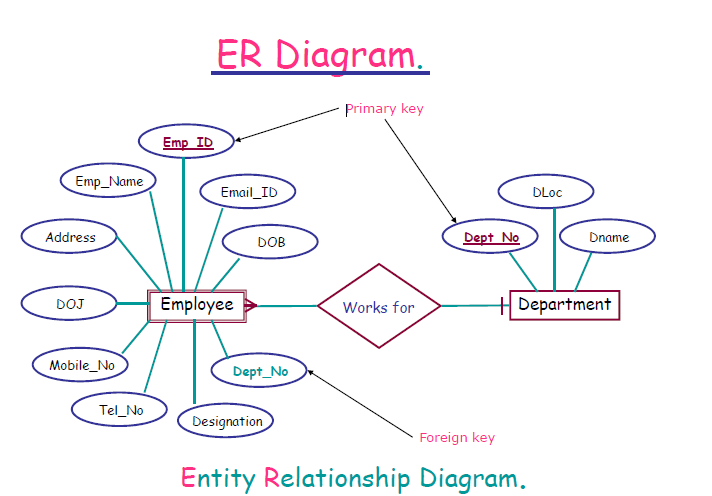 ER Diagram.
Primary key
Emp_ID
Emp_Name
Email_ID
DLoc
Address
DOB
Dept_No
Dname
DOJ
Employee
Works for
Department
Mobile_No
Dept_No
Tel_No
Designation
Foreign key
Entity Relationship Diagram.